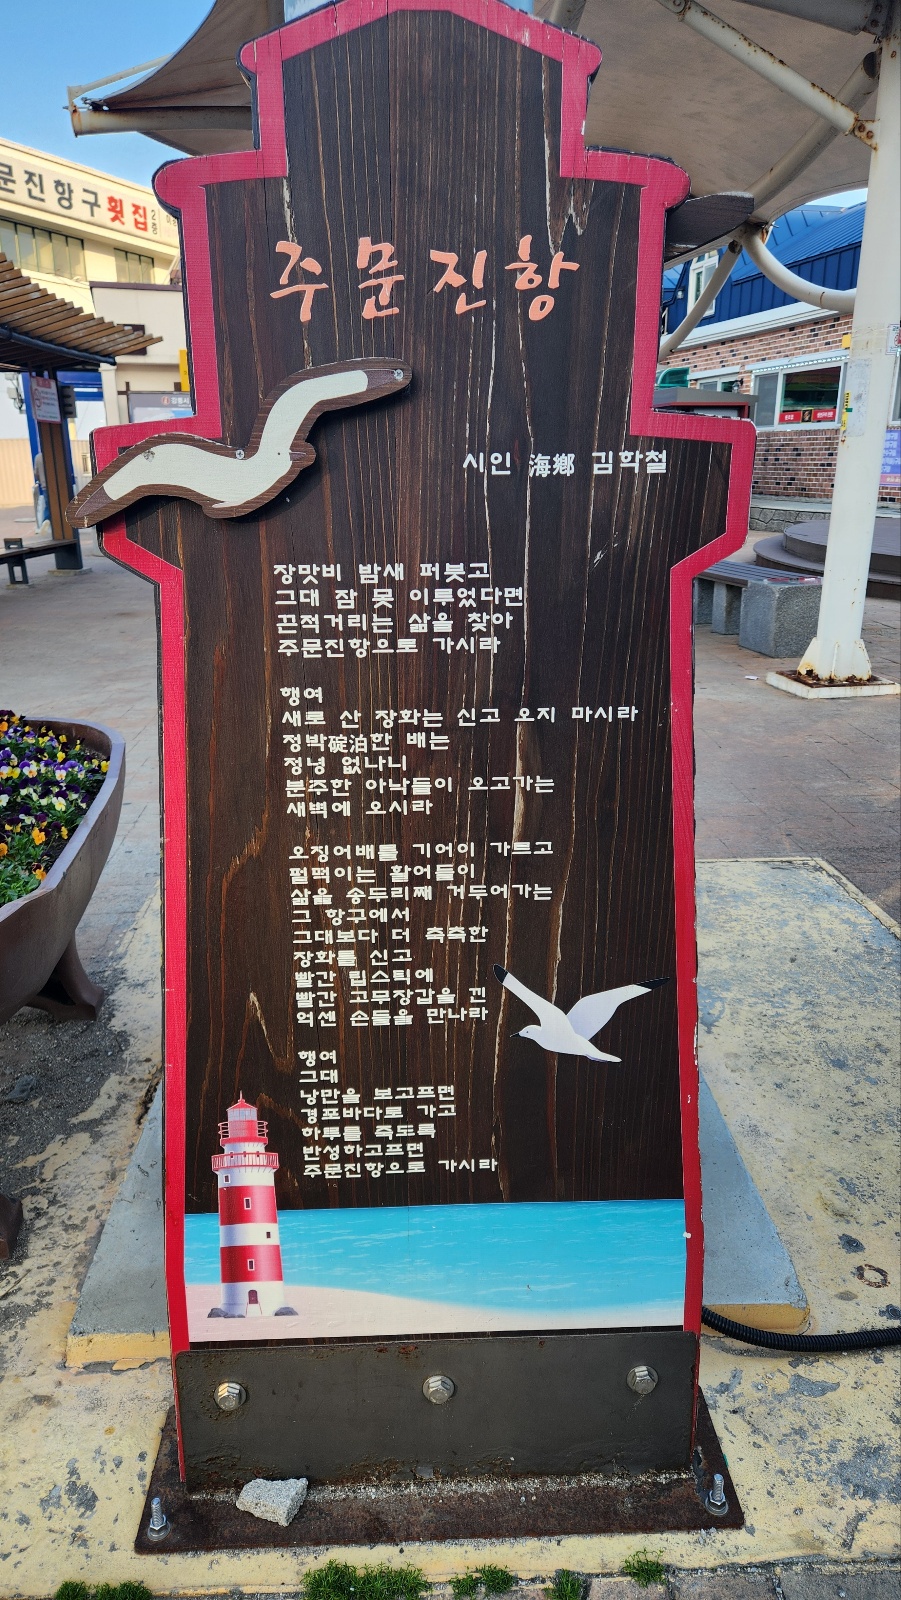 문진항구횟집
2층
주문진항
시인 海鄕 김학철
장맛비 밤새 퍼붓고
그대 잠 못 이루었다면
끈적거리는 삶을 찾아
주문진항으로 가시라
행여
새로 산 장화는 신고 오지 마시라
정박碇泊한 배는
정녕 없나니
분주한 아낙들이 오고가는
새벽에 오시라
오징어배를 기어이 가르고
펄떡이는 활어들이
삶을 송두리째 거두어가는
그 항구에서
그대보다 더 축축한
장화를 신고
빨간 립스틱에
빨간 고무장갑을 낀
억센 손들을 만나라
행여
그대
낭만을 보고프면
경포바다로 가고
하루를 죽도록
반성하고프면
주문진항으로 가시라